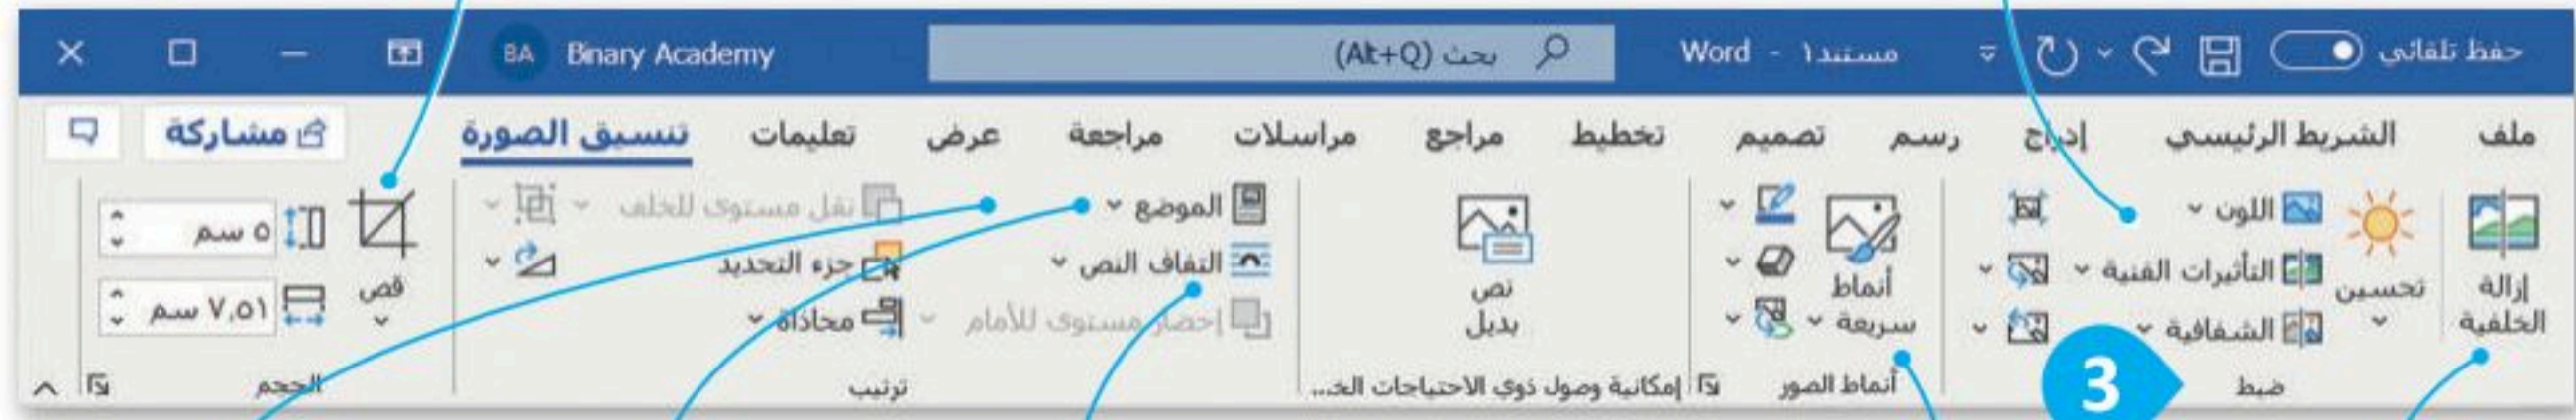 حفظ تلقائي
مستند١ - Word
بحث (Alt+Q)
Binary Academy
BA
ملف
الشريط الرئيسي
إدراج
رسم
تصميم
تخطيط
مراجع
مراسلات
مراجعة
عرض
تعليمات
تنسيق الصورة
مشاركة
إزالة
الخلفية
تحسين
اللون
التأثيرات الفنية
الشفافية
3
ضبط
أنماط
سريعة
أنماط الصور
نص
بديل
إمكانية وصول ذوي الاحتياجات الخ...
الموضع
التفاف النص
إحضار مستوى للأمام
نقل مستوى للخلف
جزء التحديد
محاذاة
ترتيب
قص
٥ سم
٧,٥١ سم
الحجم